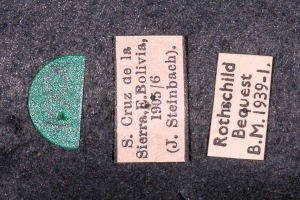 S. Cruz de la
Sierra, E. Bolivia,
1905/6
(J. Steinbach).
Rothschild
Bequest
B.M. 1939-1.